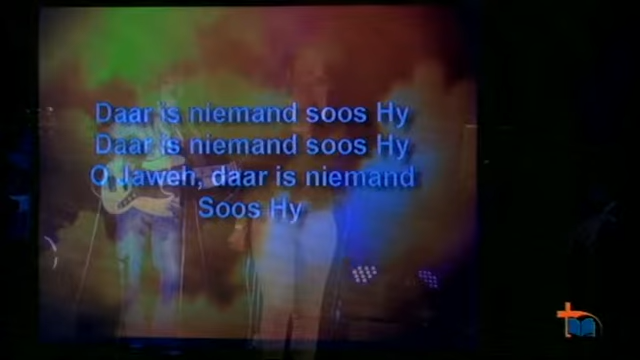 Daar is niemand soos Hy
Daar is niemand soos Hy
O Jaweh, daar is niemand
Soos Hy